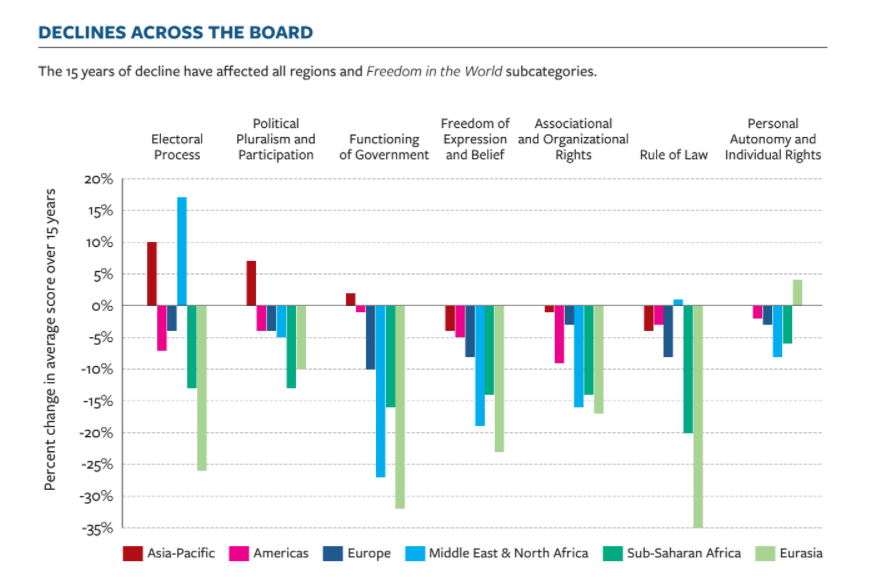 DECLINES ACROSS THE BOARD
The 15 years of decline have affected all regions and Freedom in the World subcategories.
Electoral
Process
Political
Pluralism and
Participation
Functioning
of Government
Freedom of
Expression
and Belief
Associational
and Organizational
Rights
Rule of Law
Personal
Autonomy and
Individual Rights
Percent change in average score over 15 years
20%
15%
10%
5%
0%
-5%
-10%
-15%
-20%
-25%
-30%
-35%
Asia-Pacific Americas Europe Middle East & North Africa Sub-Saharan Africa Eurasia